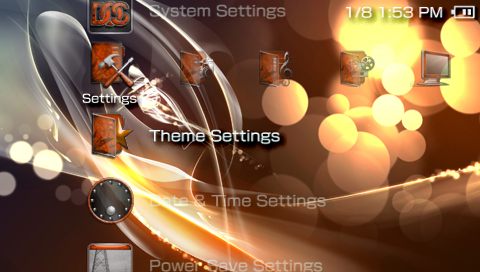 System Settings
1/8 1:53 PM
Settings
Theme Settings
Date & Time Settings
Power Save Settings